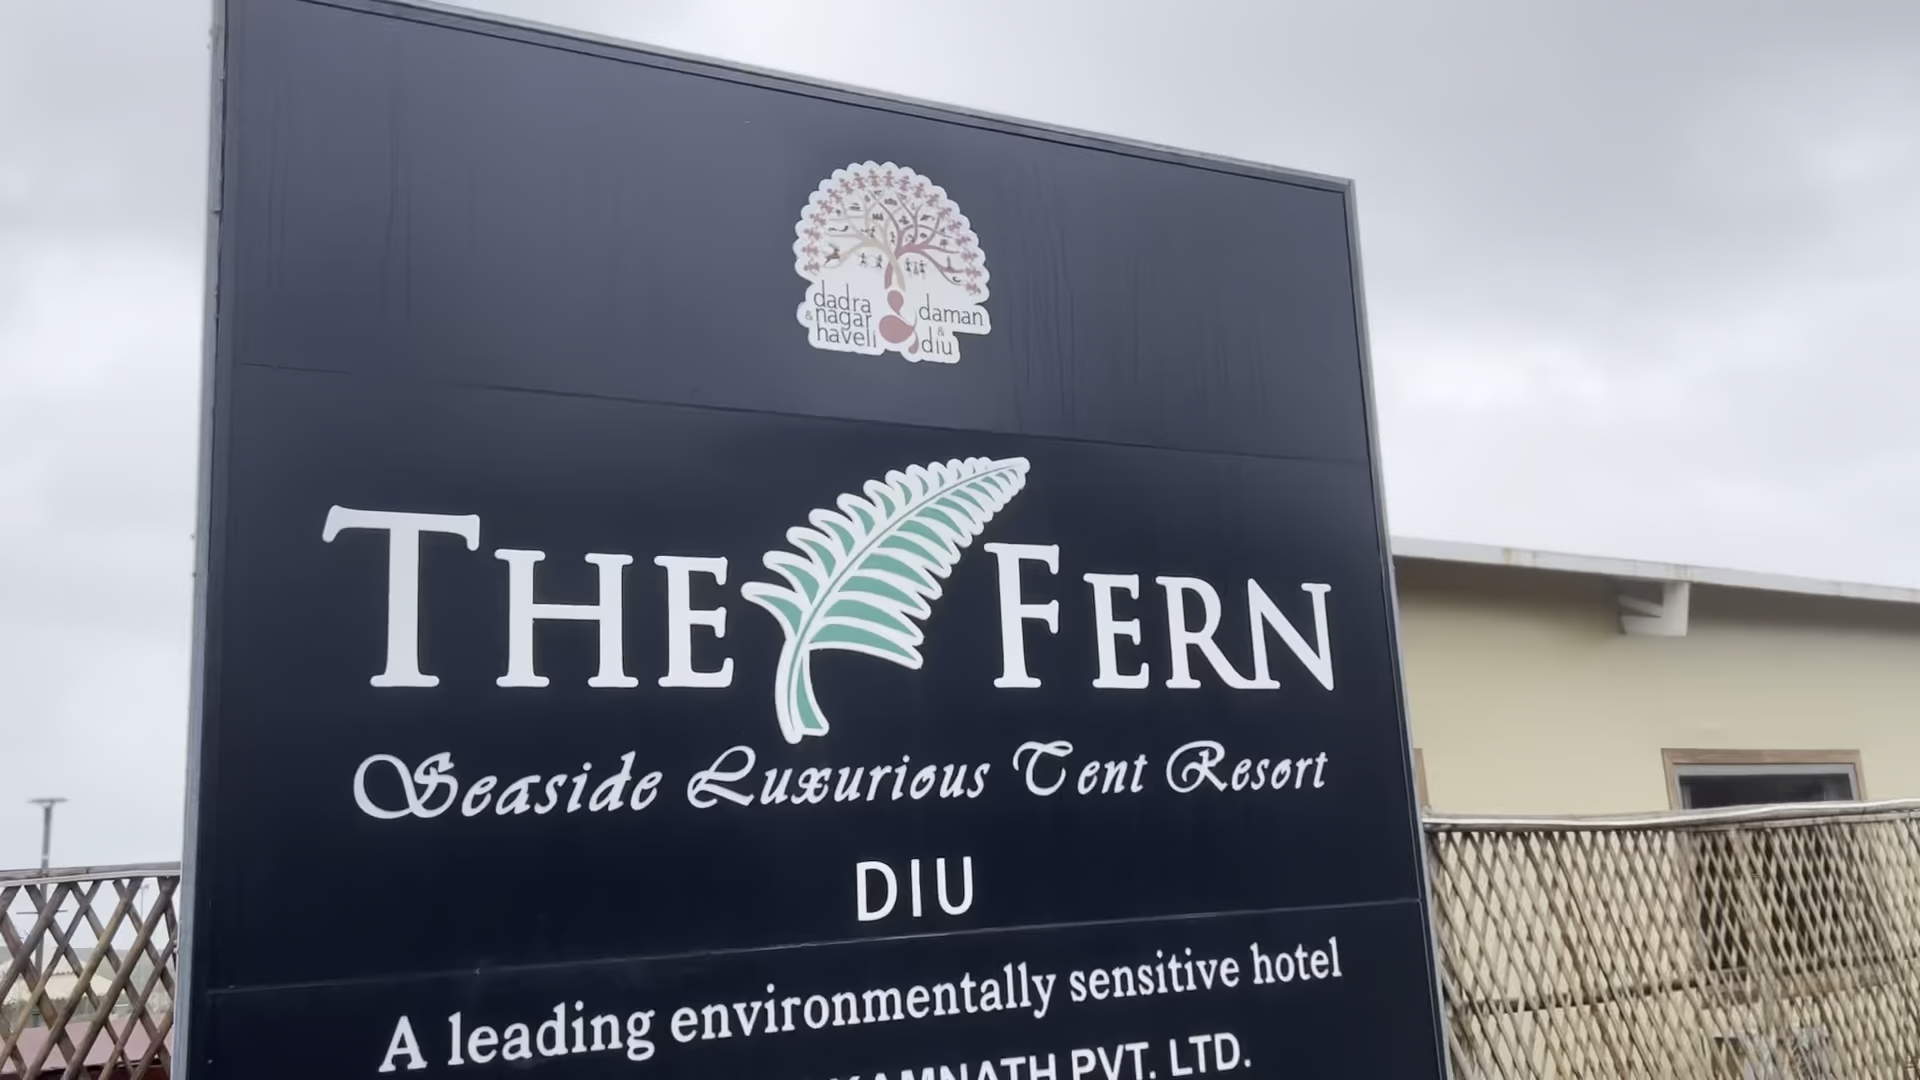 dadra
& nagar
haveli
daman
&
diu
THE FERN
Seaside Luxurious Tent Resort
DIU
A leading environmentally sensitive hotel
PVT. LTD.